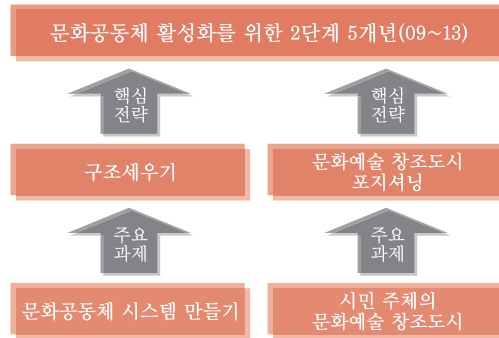 문화공동체 활성화를 위한 2단계 5개년(09~13)
핵심
전략
핵심
전략
구조세우기
문화예술 창조도시
포지셔닝
주요
과제
주요
과제
문화공동체 시스템 만들기
시민 주체의
문화예술 창조도시